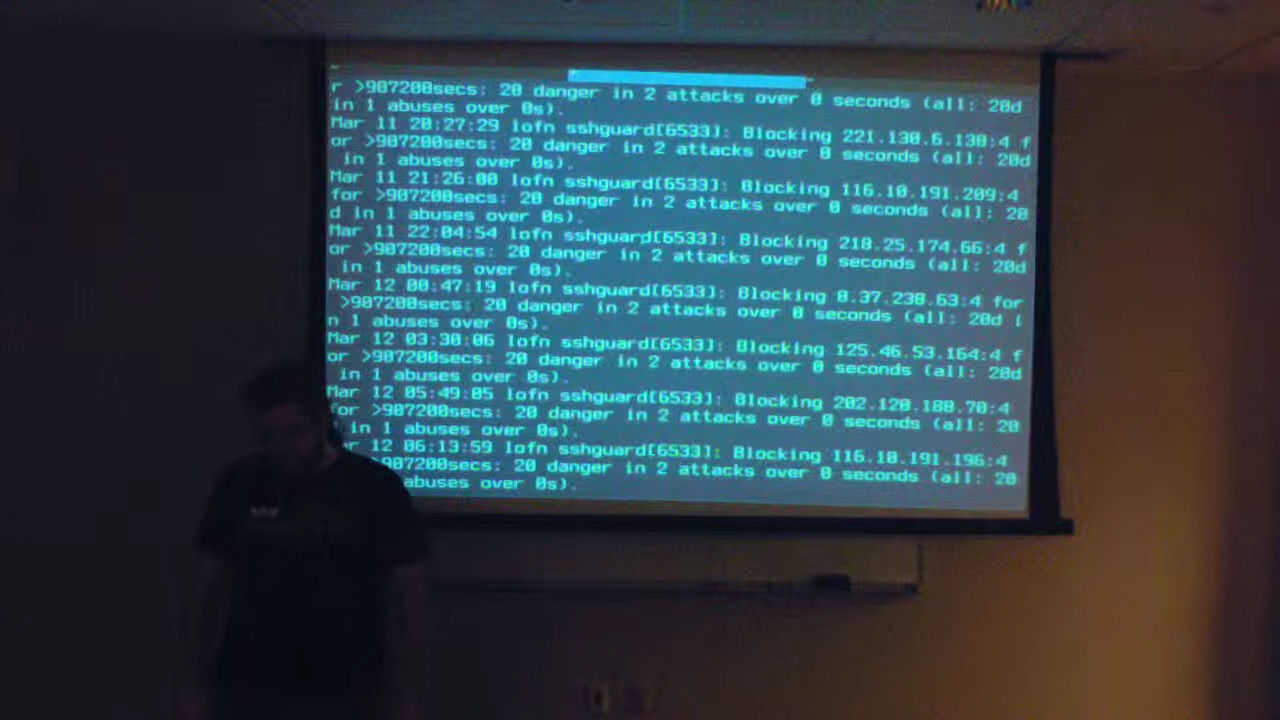 r >907200secs: 20 danger in 2 attacks over 0 seconds (all: 20d
in 1 abuses over 0s).
Mar 11 20:27:29 lofn sshguard[6533]: Blocking 221.130.6.130:4 f
or >907200secs: 20 danger in 2 attacks over 0 seconds (all: 20d
in 1 abuses over 0s).
Mar 11 21:26:00 lofn sshguard[6533]: Blocking 116.10.191.209:4
for >907200secs: 20 danger in 2 attacks over 0 seconds (all: 20
d in 1 abuses over 0s).
Mar 11 22:04:54 lofn sshguard[6533]: Blocking 218.25.174.66:4 f
or >907200secs: 20 danger in 2 attacks over 0 seconds (all: 20d
in 1 abuses over 0s).
Mar 12 00:47:19 lofn sshguard[6533]: Blocking 8.37.230.63:4 for
>907200secs: 20 danger in 2 attacks over 0 seconds (all: 20d i
n 1 abuses over 0s).
Mar 12 03:30:06 lofn sshguard[6533]: Blocking 125.46.53.164:4 f
or >907200secs: 20 danger in 2 attacks over 0 seconds (all: 20d
in 1 abuses over 0s).
Mar 12 05:49:05 lofn sshguard[6533]: Blocking 202.120.188.70:4
for >907200secs: 20 danger in 2 attacks over 0 seconds (all: 20
in 1 abuses over 0s).
ar 12 06:13:59 lofn sshguard[6533]: Blocking 116.10.191.196:4
907200secs: 20 danger in 2 attacks over 0 seconds (all: 20
abuses over 0s).